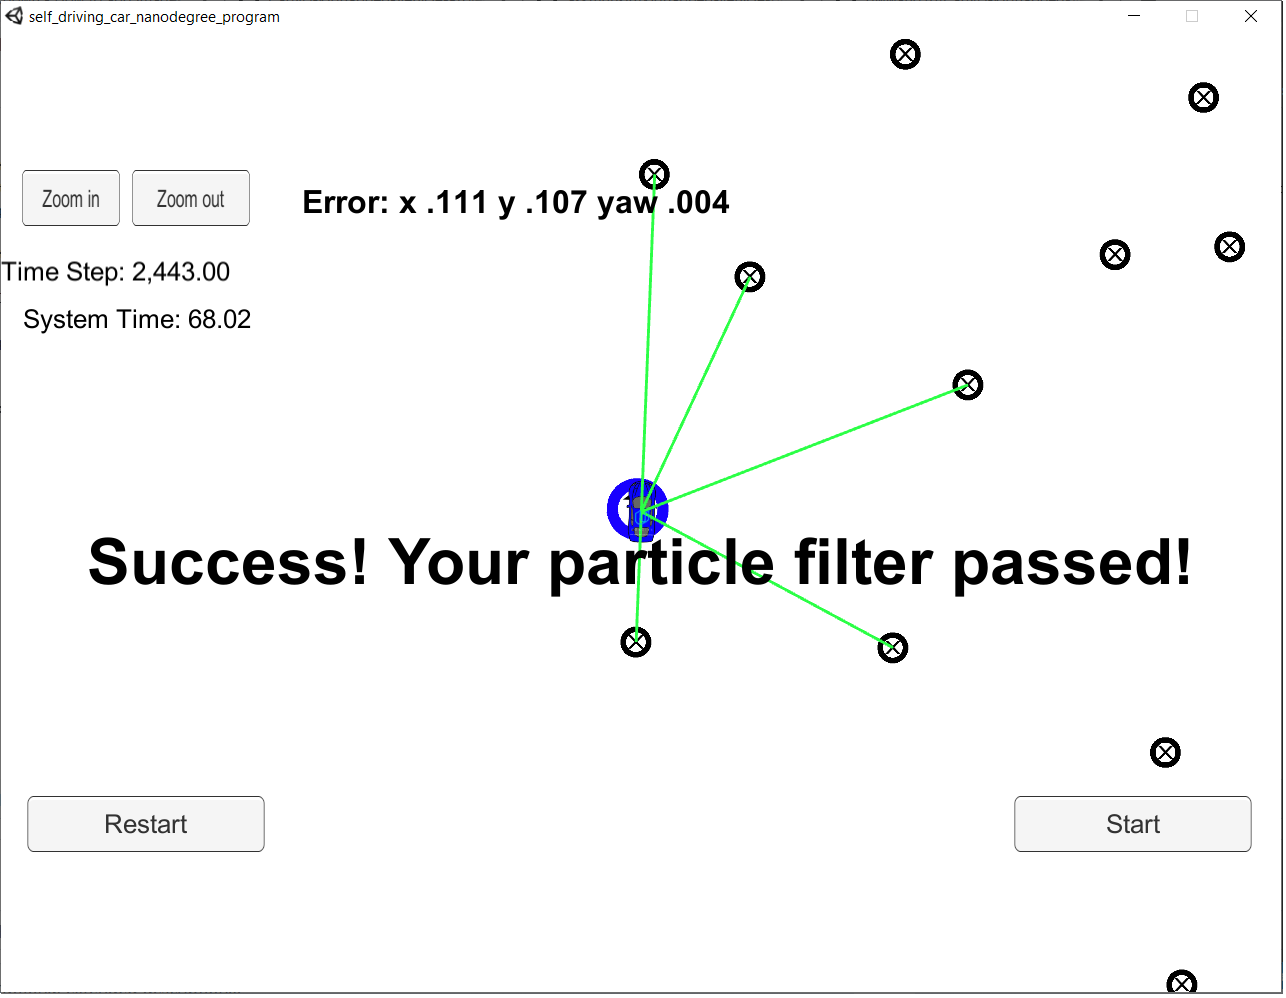 self_driving_car_nanodegree_program
Zoom in
Zoom out
Error: x .111 y .107 yaw .004
Time Step: 2,443.00
System Time: 68.02
Success! Your particle filter passed!
Restart
Start